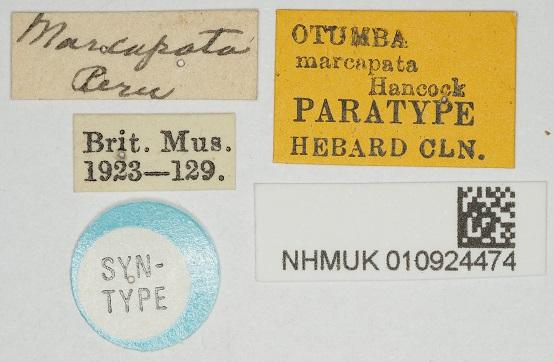 Marcapata
Peru
OTUMBA
marcapata
Hancock
PARATYPE
HEBARD CLN.
Brit. Mus.
1923—129.
NHMUK 010924474
SYN-
TYPE